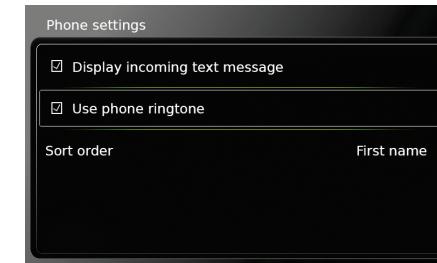 Phone settings
☑ Display incoming text message
☑ Use phone ringtone
Sort order First name